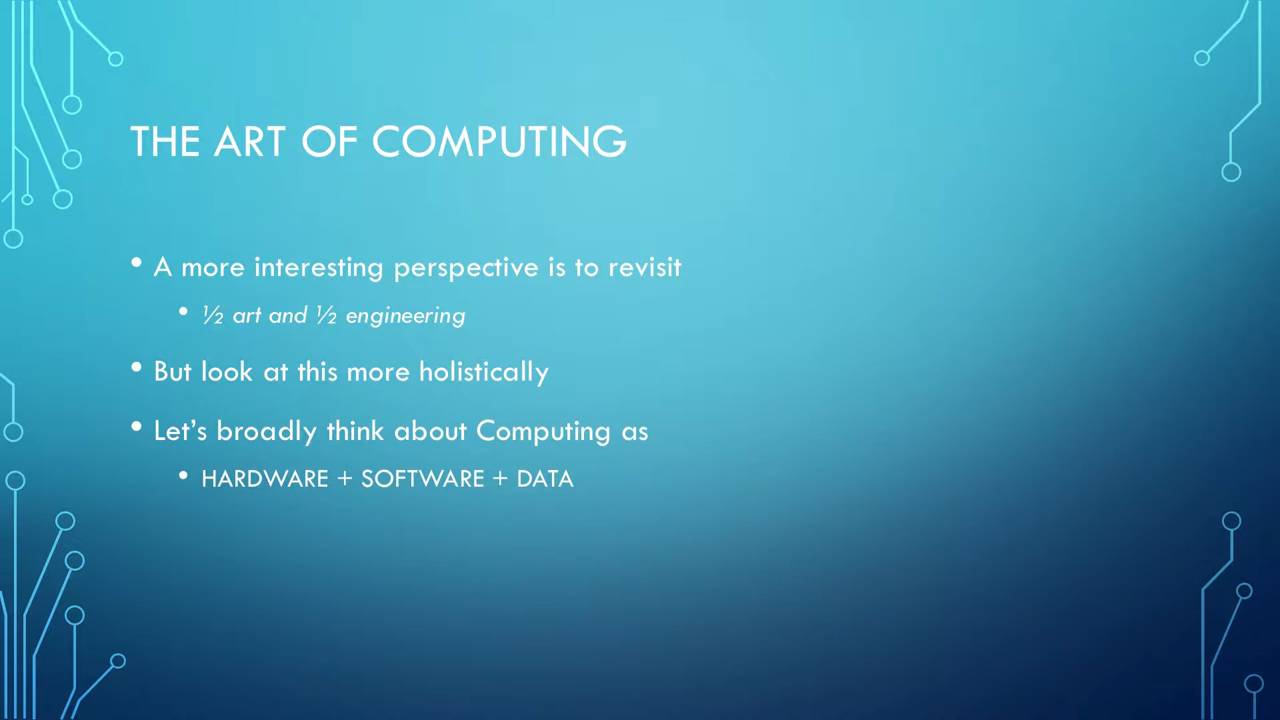 THE ART OF COMPUTING
• A more interesting perspective is to revisit
• ½ art and ½ engineering
• But look at this more holistically
• Let’s broadly think about Computing as
• HARDWARE + SOFTWARE + DATA